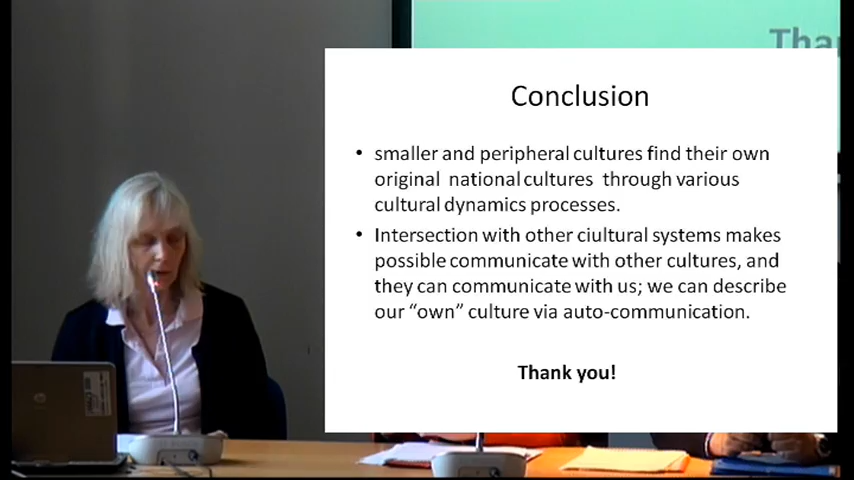 Conclusion
• smaller and peripheral cultures find their own
original national cultures through various
cultural dynamics processes.
• Intersection with other ciultural systems makes
possible communicate with other cultures, and
they can communicate with us; we can describe
our “own” culture via auto-communication.
Thank you!